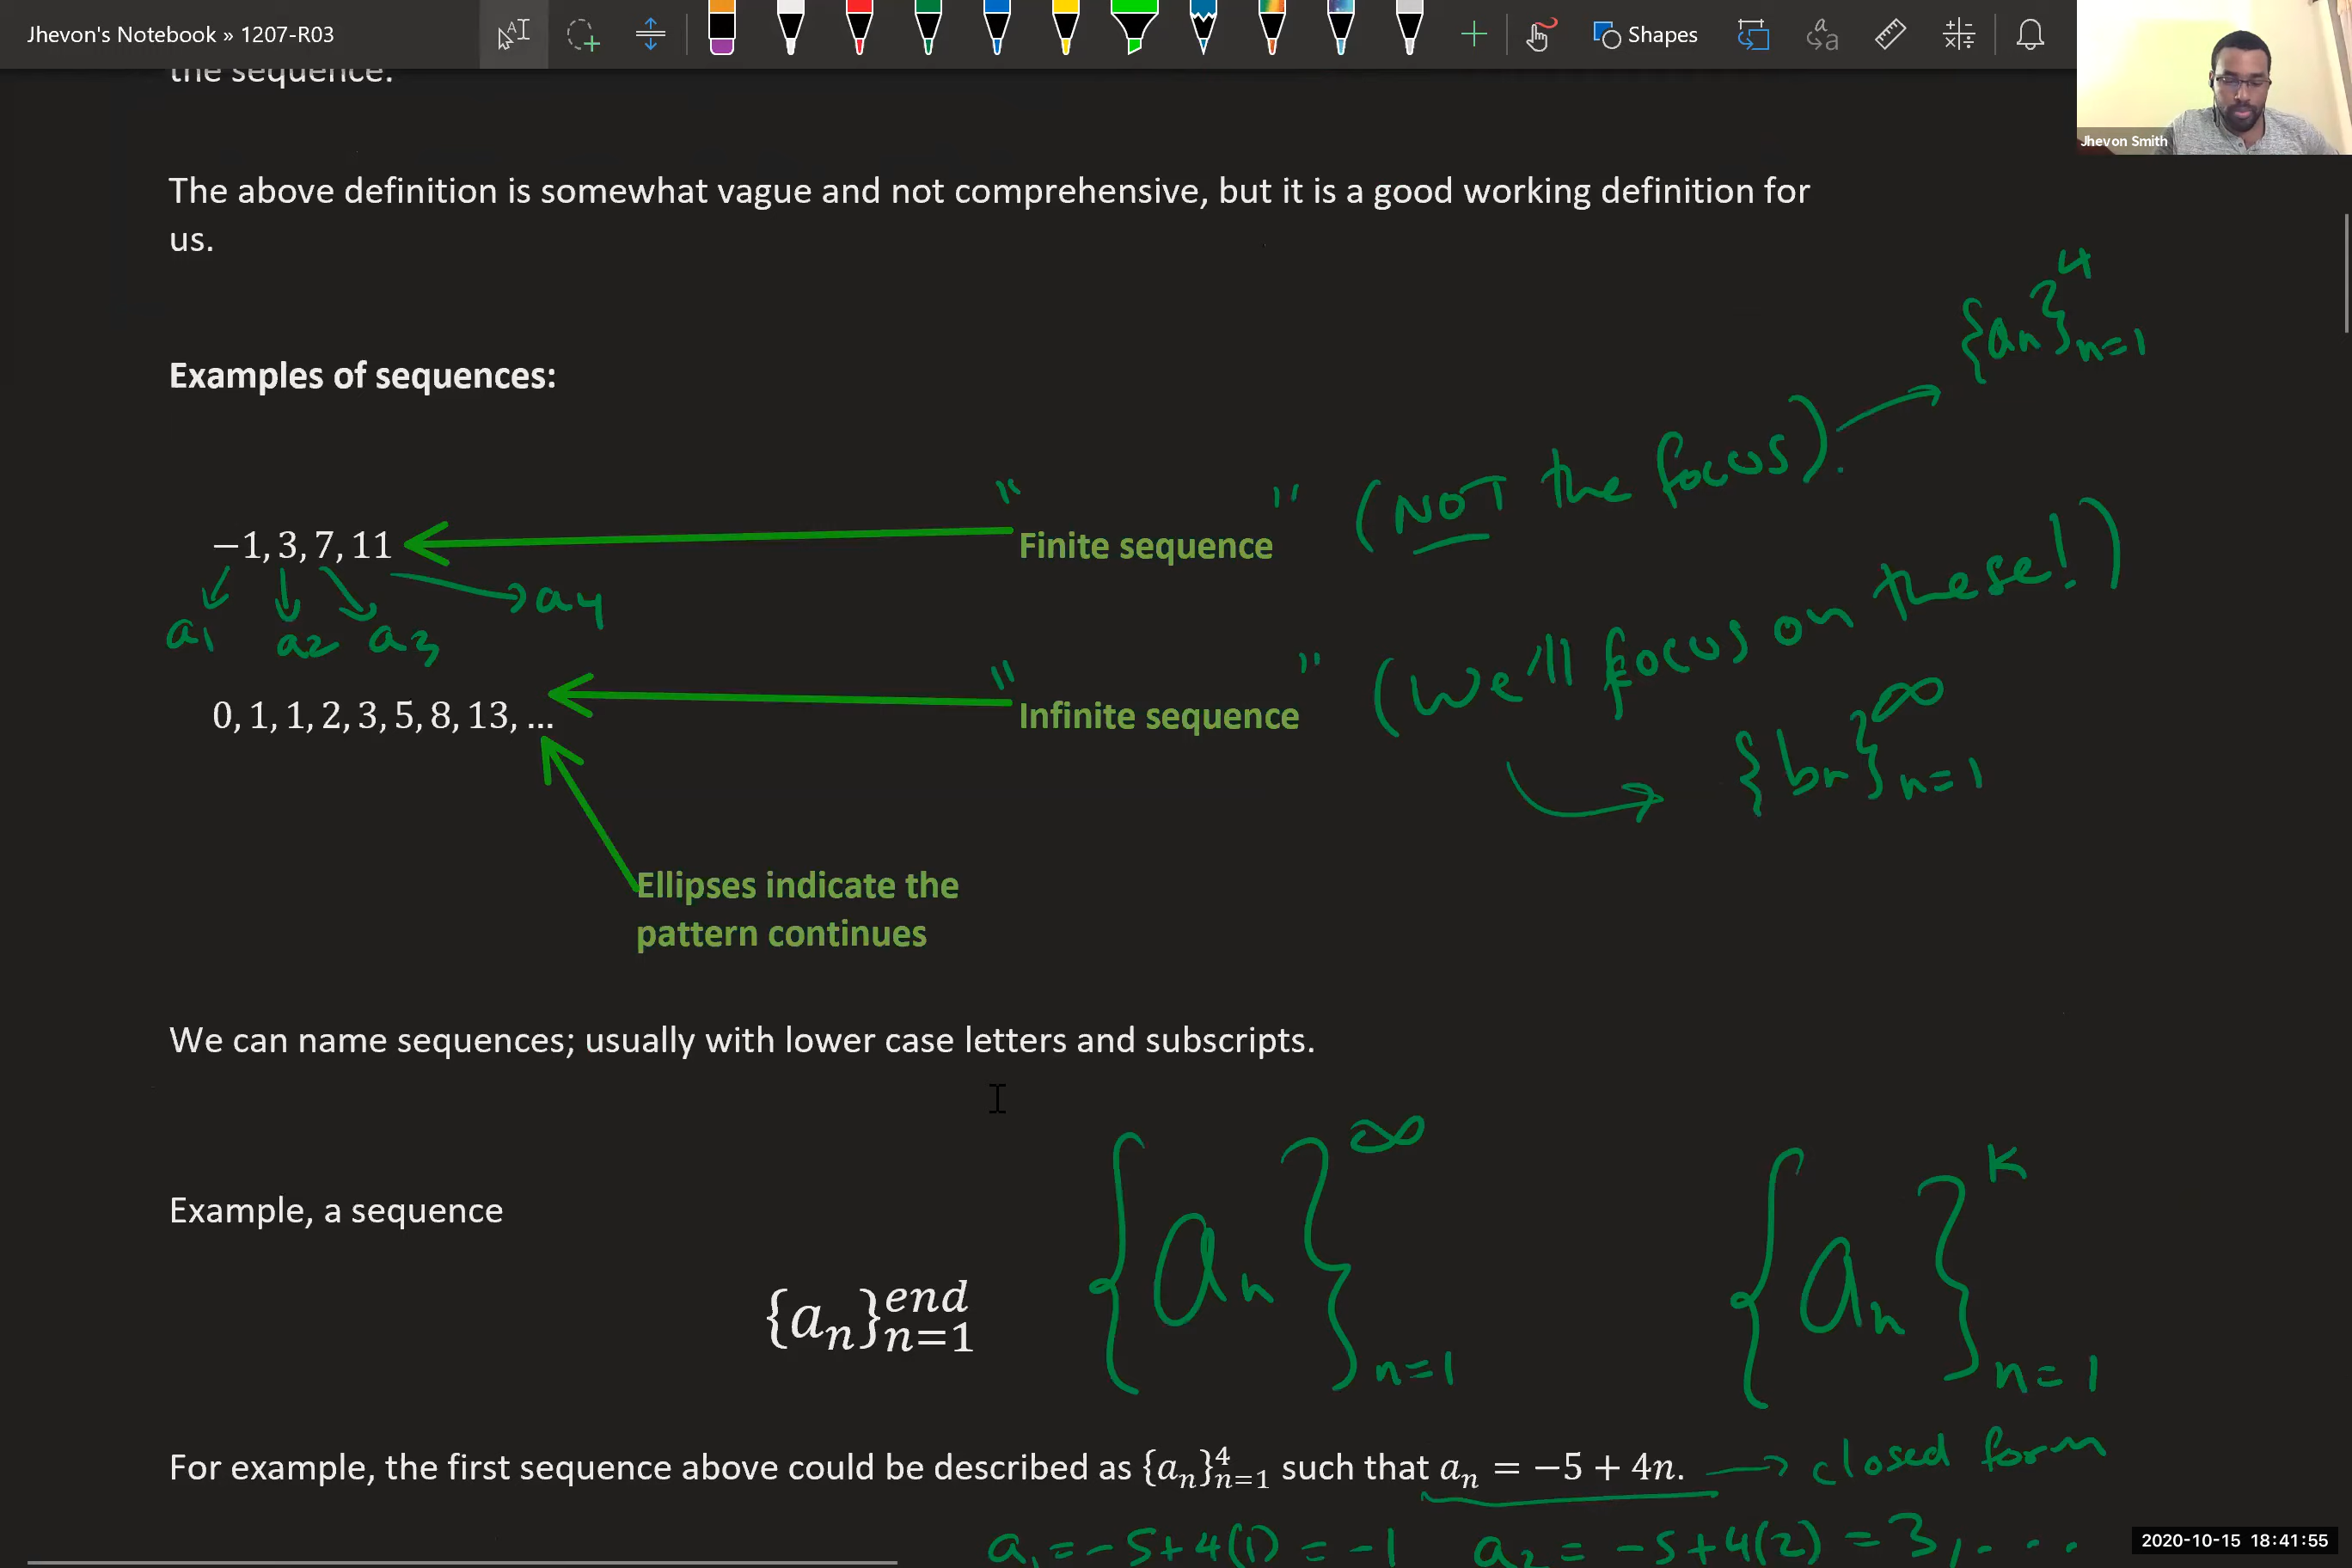 Jhevon's Notebook » 1207-R03
Shapes
Jhevon Smith
the sequence.
The above definition is somewhat vague and not comprehensive, but it is a good working definition for
us.
{an}⁴ n=1
Examples of sequences:
−1, 3, 7, 11
" Finite sequence " (NOT the focus).
a1 a2 a3 a4
0, 1, 1, 2, 3, 5, 8, 13, ...
" Infinite sequence " (We'll focus on these!)
{bn}^∞ n=1
Ellipses indicate the
pattern continues
We can name sequences; usually with lower case letters and subscripts.
Example, a sequence
{aₙ}^end n=1
{an}^∞ n=1
{an}^k n=1
For example, the first sequence above could be described as {aₙ}⁴ n=1 such that aₙ = −5 + 4n. → closed form
a₁ = -5+4(1) = -1 a₂ = -5+4(2) = 3, . . .
2020-10-15 18:41:55